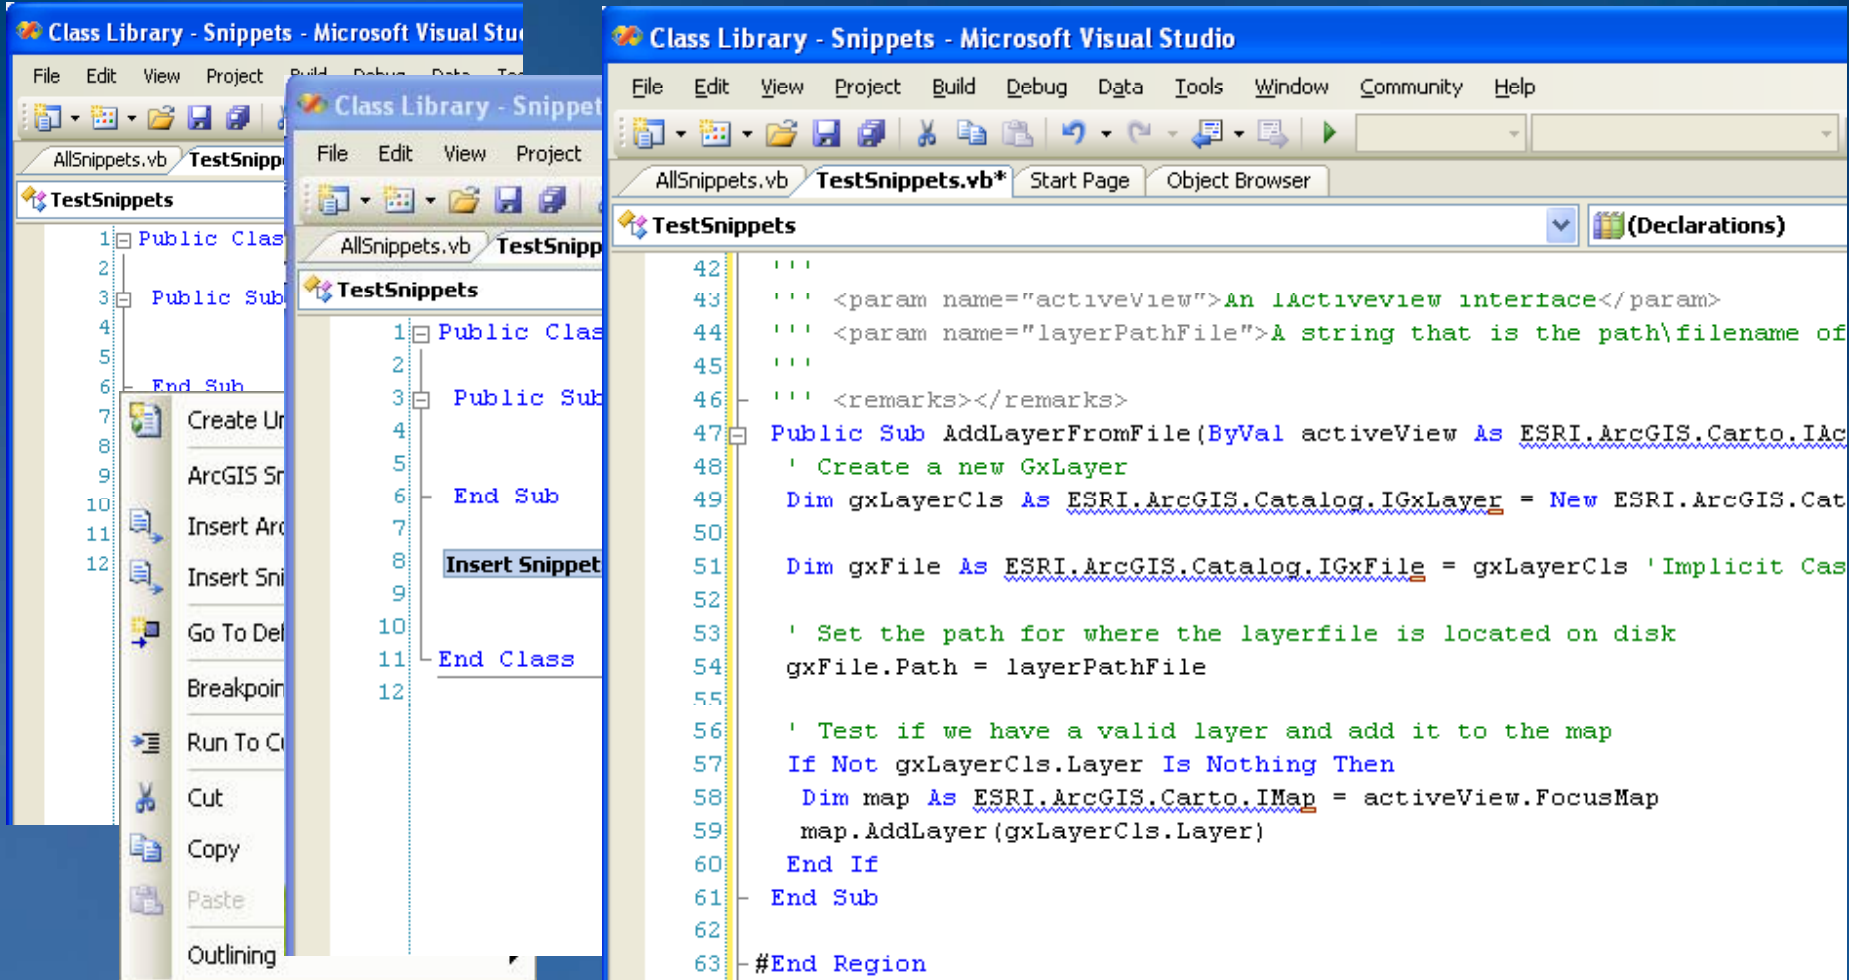 Class Library - Snippets - Microsoft Visual Stu
File Edit View Project Build Debug Data
AllSnippets.vb TestSnipp
TestSnippets
1 Public Clas
2
3 Public Sub
4
5
6 End Sub
7
8
9
10
11
12
Create Un
ArcGIS Sn
Insert Arc
Insert Sni
Go To Def
Breakpoin
Run To Cu
Cut
Copy
Paste
Outlining
Class Library - Snippet
File Edit View Project
AllSnippets.vb TestSnipp
TestSnippets
1 Public Clas
2
3 Public Sub
4
5
6 End Sub
7
8 Insert Snippet
9
10
11 End Class
12
Class Library - Snippets - Microsoft Visual Studio
File Edit View Project Build Debug Data Tools Window Community Help
AllSnippets.vb TestSnippets.vb* Start Page Object Browser
TestSnippets (Declarations)
42 '''
43 ''' <param name="activeView">An IActiveView interface</param>
44 ''' <param name="layerPathFile">A string that is the path\filename of
45 '''
46 ''' <remarks></remarks>
47 Public Sub AddLayerFromFile(ByVal activeView As ESRI.ArcGIS.Carto.IAc
48 ' Create a new GxLayer
49 Dim gxLayerCls As ESRI.ArcGIS.Catalog.IGxLayer = New ESRI.ArcGIS.Cat
50
51 Dim gxFile As ESRI.ArcGIS.Catalog.IGxFile = gxLayerCls 'Implicit Cas
52
53 ' Set the path for where the layerfile is located on disk
54 gxFile.Path = layerPathFile
55
56 ' Test if we have a valid layer and add it to the map
57 If Not gxLayerCls.Layer Is Nothing Then
58 Dim map As ESRI.ArcGIS.Carto.IMap = activeView.FocusMap
59 map.AddLayer(gxLayerCls.Layer)
60 End If
61 End Sub
62
63 #End Region